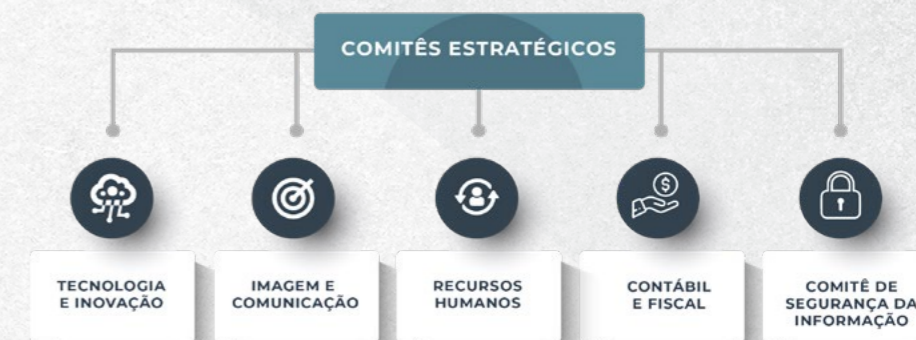 COMITÊS ESTRATÉGICOS
TECNOLOGIA
E INOVAÇÃO
IMAGEM E
COMUNICAÇÃO
RECURSOS
HUMANOS
CONTÁBIL
E FISCAL
COMITÊ DE
SEGURANÇA DA
INFORMAÇÃO